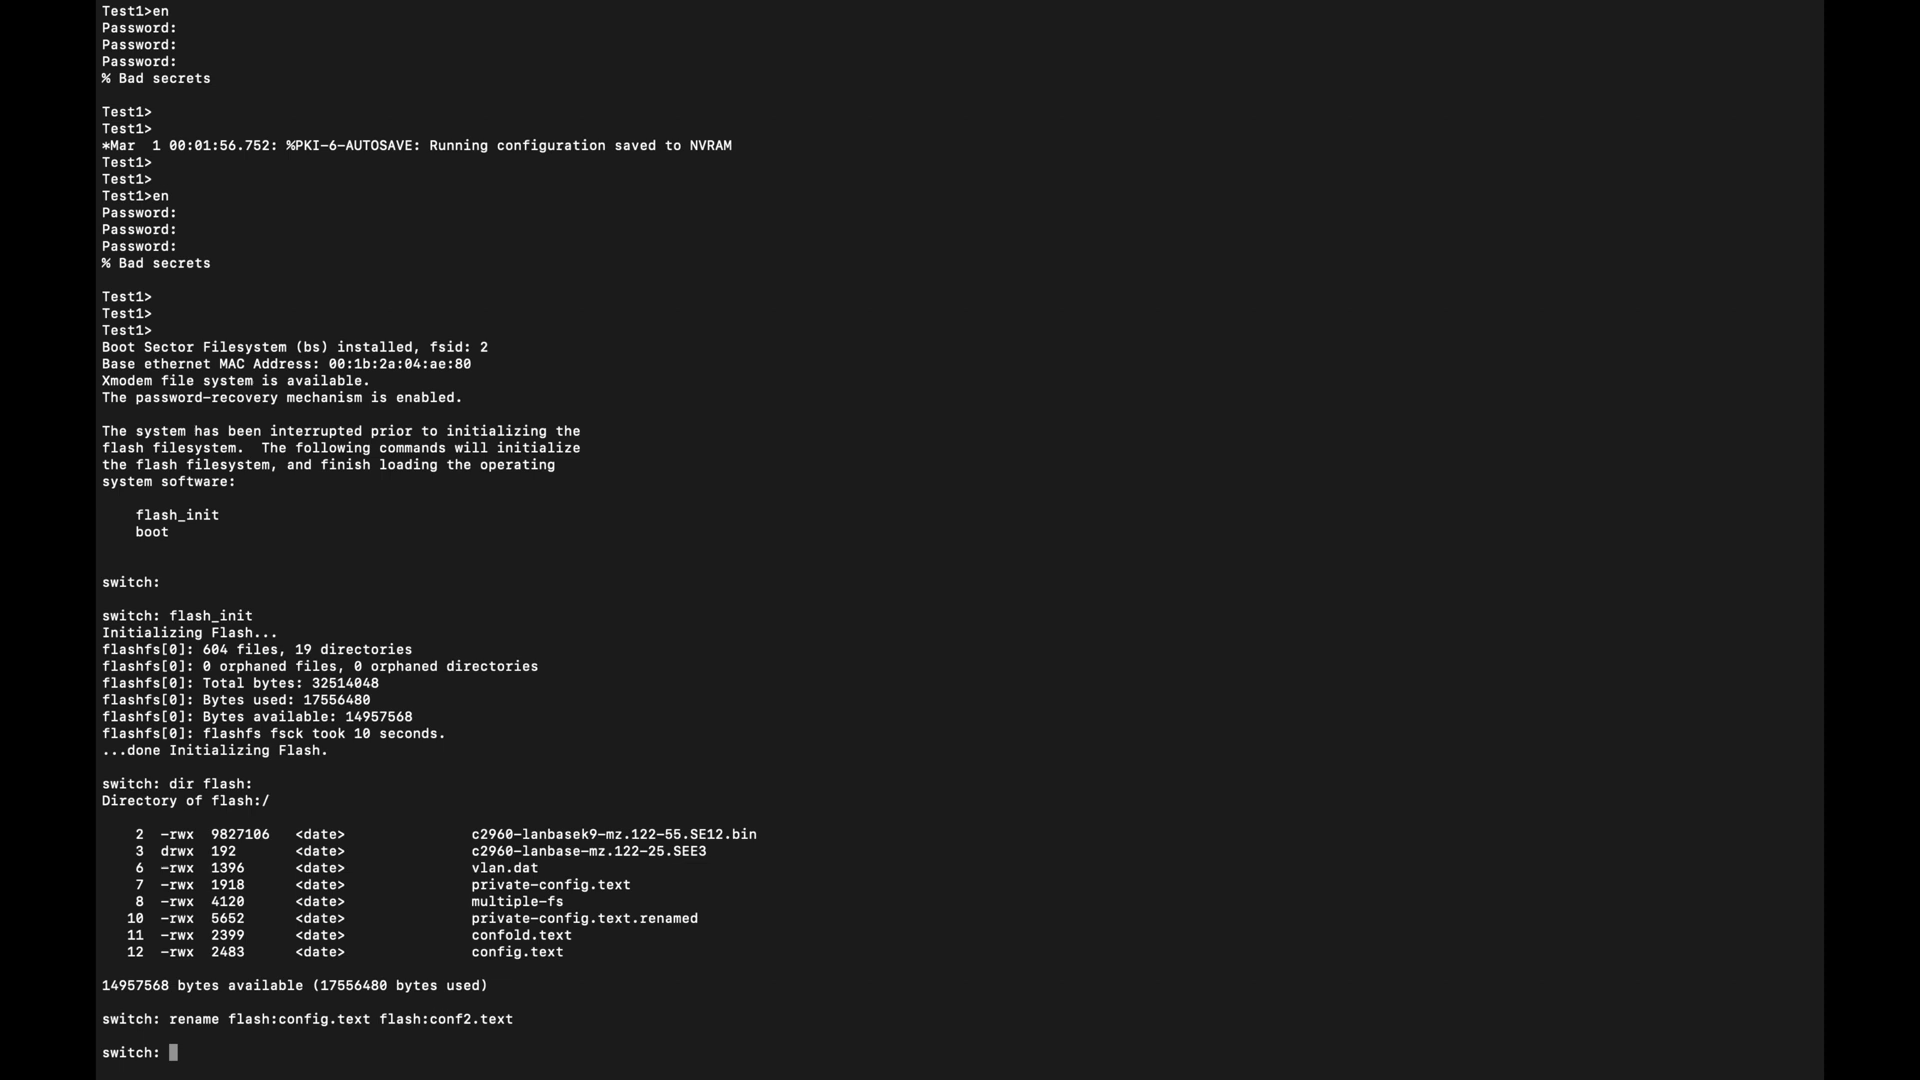 Test1>en
Password:
Password:
Password:
% Bad secrets
Test1>
Test1>
*Mar  1 00:01:56.752: %PKI-6-AUTOSAVE: Running configuration saved to NVRAM
Test1>
Test1>
Test1>en
Password:
Password:
Password:
% Bad secrets
Test1>
Test1>
Test1>
Boot Sector Filesystem (bs) installed, fsid: 2
Base ethernet MAC Address: 00:1b:2a:04:ae:80
Xmodem file system is available.
The password-recovery mechanism is enabled.
The system has been interrupted prior to initializing the
flash filesystem.  The following commands will initialize
the flash filesystem, and finish loading the operating
system software:
    flash_init
    boot
switch:
switch: flash_init
Initializing Flash...
flashfs[0]: 604 files, 19 directories
flashfs[0]: 0 orphaned files, 0 orphaned directories
flashfs[0]: Total bytes: 32514048
flashfs[0]: Bytes used: 17556480
flashfs[0]: Bytes available: 14957568
flashfs[0]: flashfs fsck took 10 seconds.
...done Initializing Flash.
switch: dir flash:
Directory of flash:/
    2  -rwx  9827106   <date>               c2960-lanbasek9-mz.122-55.SE12.bin
    3  drwx  192       <date>               c2960-lanbase-mz.122-25.SEE3
    6  -rwx  1396      <date>               vlan.dat
    7  -rwx  1918      <date>               private-config.text
    8  -rwx  4120      <date>               multiple-fs
   10  -rwx  5652      <date>               private-config.text.renamed
   11  -rwx  2399      <date>               confold.text
   12  -rwx  2483      <date>               config.text
14957568 bytes available (17556480 bytes used)
switch: rename flash:config.text flash:conf2.text
switch: